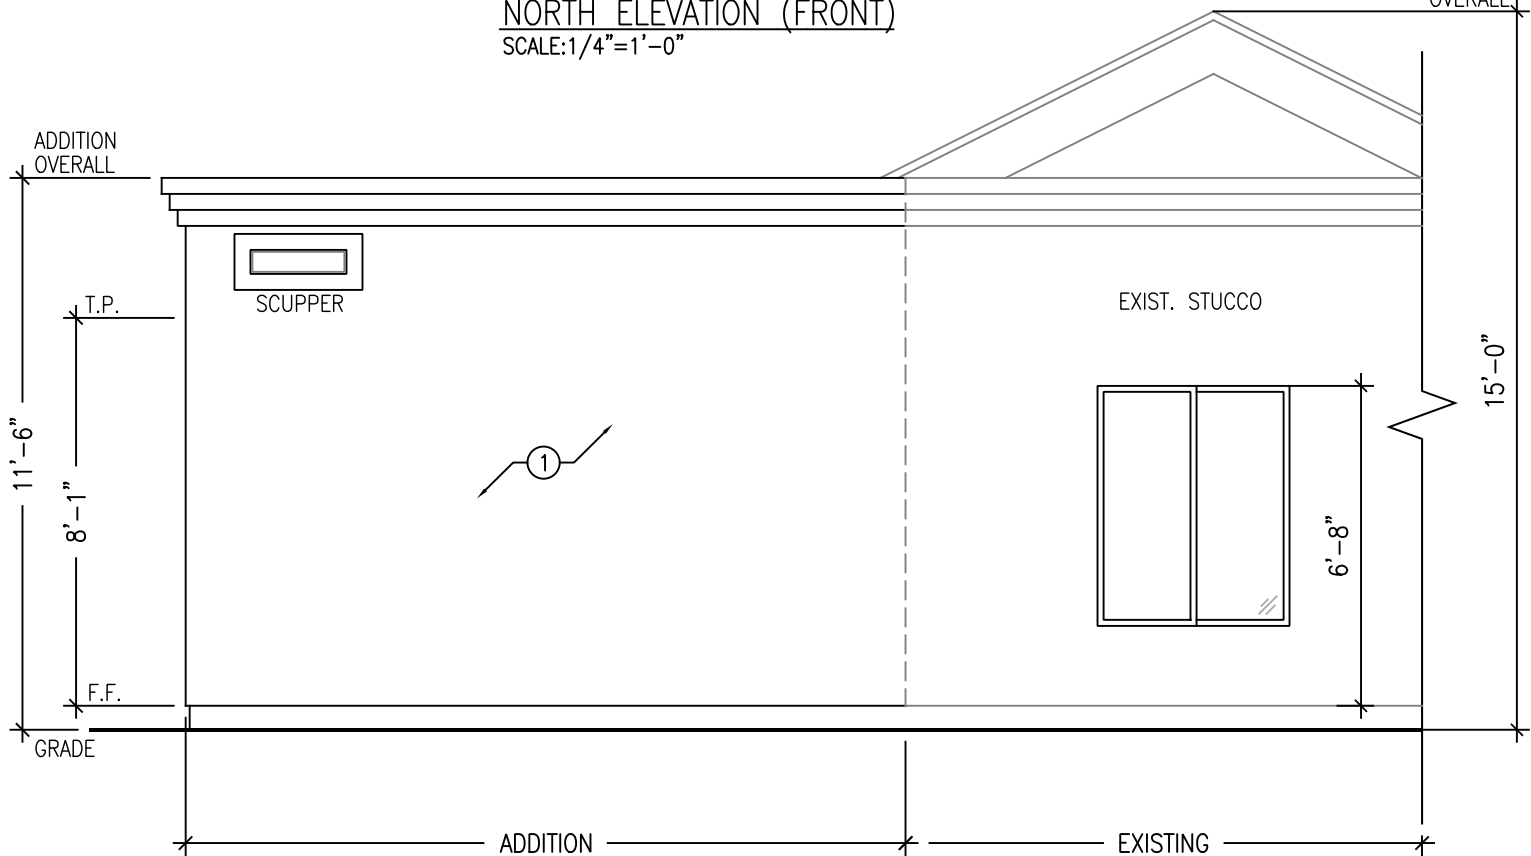 NORTH ELEVATION (FRONT)
SCALE:1/4"=1'-0"
OVERALL
ADDITION
OVERALL
SCUPPER
T.P.
EXIST. STUCCO
15'-0"
11'-6"
8'-1"
1
6'-8"
F.F.
GRADE
ADDITION
EXISTING